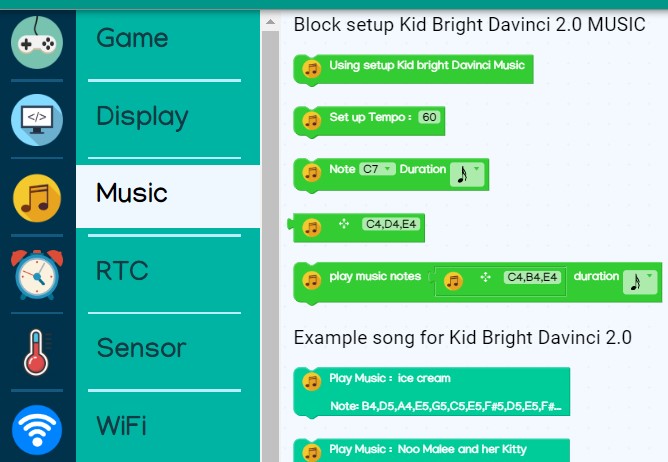 Game
Display
</>
Music
RTC
Sensor
WiFi
Block setup Kid Bright Davinci 2.0 MUSIC
Using setup Kid bright Davinci Music
Set up Tempo : 60
Note C7 Duration
C4,D4,E4
play music notes C4,B4,E4 duration
Example song for Kid Bright Davinci 2.0
Play Music : ice cream
Note: B4,D5,A4,E5,G5,C5,E5,F#5,D5,E5,F#...
Play Music : Noo Malee and her Kitty